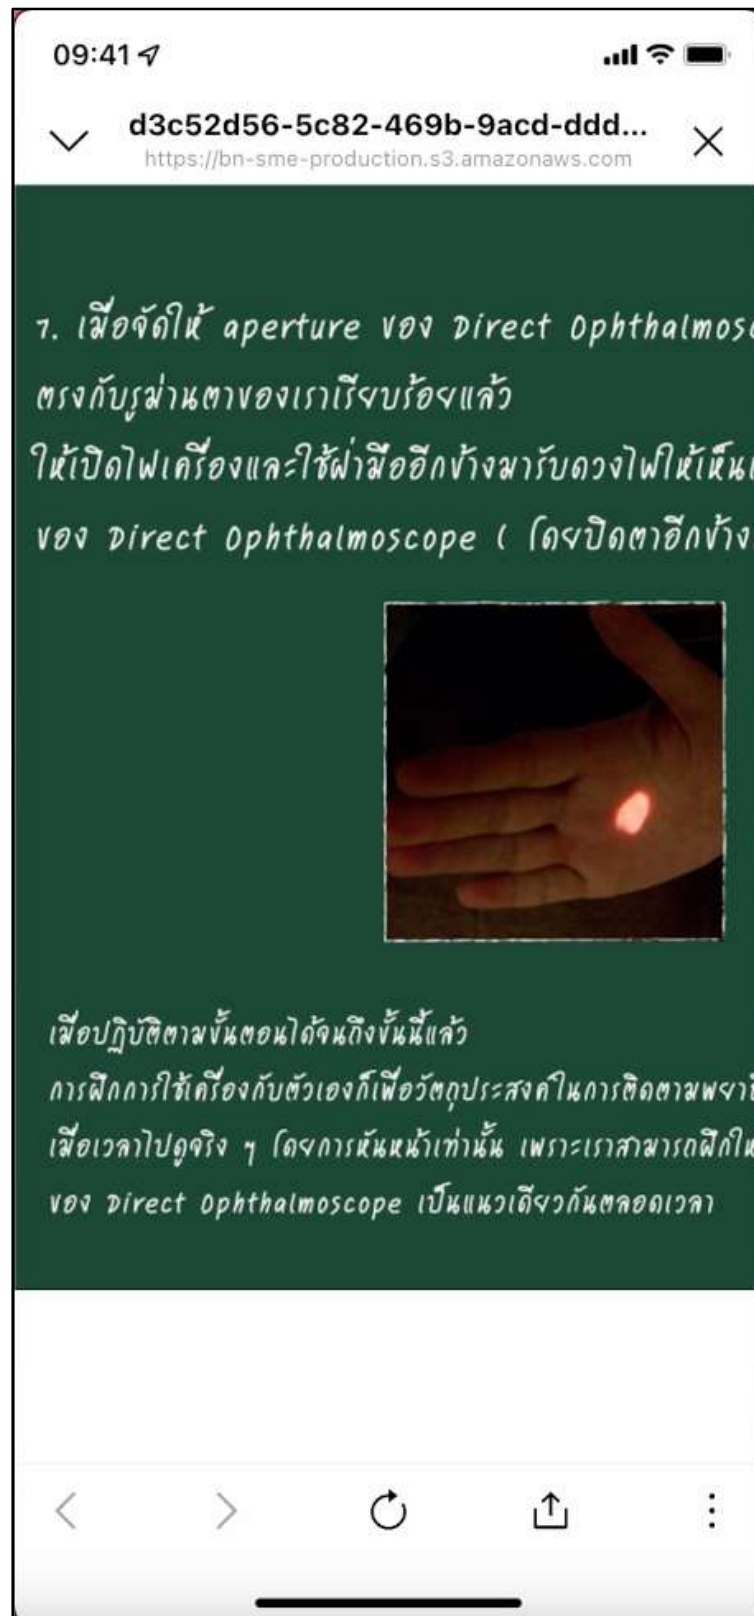 09:41
d3c52d56-5c82-469b-9acd-ddd...
https://bn-sme-production.s3.amazonaws.com
7. เมื่อจัดให้ aperture ของ Direct Ophthalmosc
ตรงกับรูม่านตาของเราเรียบร้อยแล้ว
ให้เปิดไฟเครื่องและใช้ฝ่ามืออีกข้างมารับดวงไฟให้เห็น
ของ Direct Ophthalmoscope ( โดยปิดตาอีกข้าง
เมื่อปฏิบัติตามขั้นตอนได้จนถึงขั้นนี้แล้ว
การฝึกการใช้เครื่องกับตัวเองก็เพื่อวัตถุประสงค์ในการติดตามพยาธิ
เมื่อเวลาไปดูจริง ๆ โดยการหันหน้าเท่านั้น เพราะเราสามารถฝึกให้
ของ Direct Ophthalmoscope เป็นแนวเดียวกันตลอดเวลา